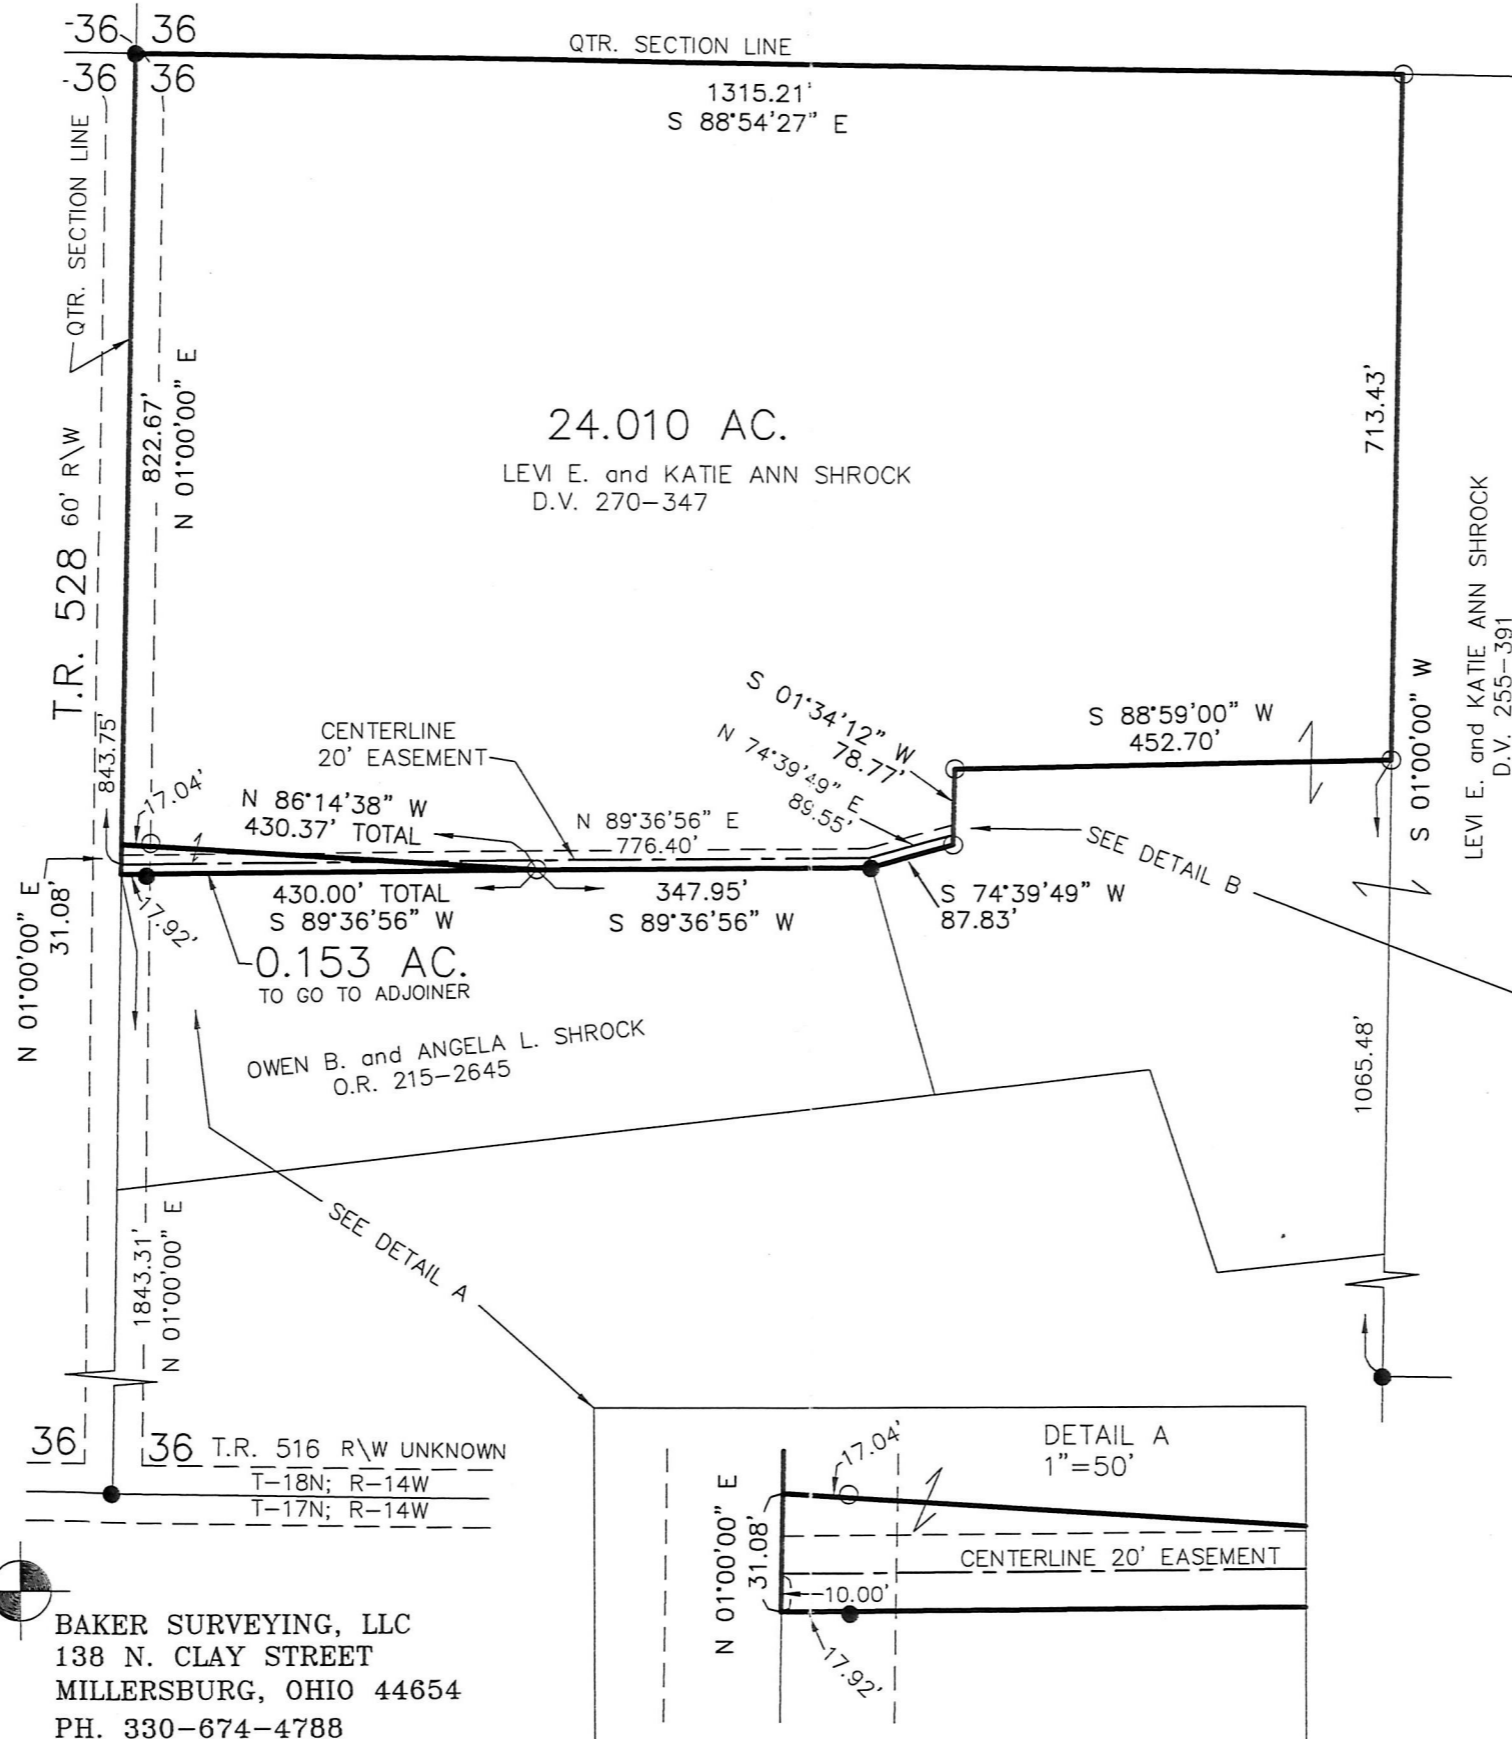 -36 36
QTR. SECTION LINE
-36 36
1315.21'
S 88°54'27" E
QTR. SECTION LINE
822.67'
N 01°00'00" E
T.R. 528 60' R\W
24.010 AC.
LEVI E. and KATIE ANN SHROCK
D.V. 270-347
713.43'
S 01°00'00" W
LEVI E. and KATIE ANN SHROCK
D.V. 255-391
843.75'
17.04'
CENTERLINE
20' EASEMENT
N 86°14'38" W
430.37' TOTAL
N 89°36'56" E
776.40'
S 01°34'12" W
78.77'
N 74°39'49" E
89.55'
S 88°59'00" W
452.70'
SEE DETAIL B
N 01°00'00" E
31.08'
17.92'
430.00' TOTAL
S 89°36'56" W
347.95'
S 89°36'56" W
S 74°39'49" W
87.83'
0.153 AC.
TO GO TO ADJOINER
OWEN B. and ANGELA L. SHROCK
O.R. 215-2645
1065.48'
SEE DETAIL A
1843.31'
N 01°00'00" E
36 36 T.R. 516 R\W UNKNOWN
T-18N; R-14W
T-17N; R-14W
DETAIL A
1"=50'
17.04'
N 01°00'00" E
31.08'
CENTERLINE 20' EASEMENT
10.00'
17.92'
BAKER SURVEYING, LLC
138 N. CLAY STREET
MILLERSBURG, OHIO 44654
PH. 330-674-4788